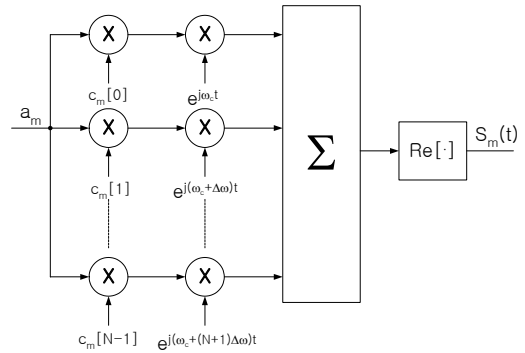 X X
c_m[0] e^{jω_c t}
a_m
X X
Σ
Re[·]
S_m(t)
c_m[1] e^{j(ω_c+Δω)t}
X X
c_m[N-1] e^{j(ω_c+(N+1)Δω)t}